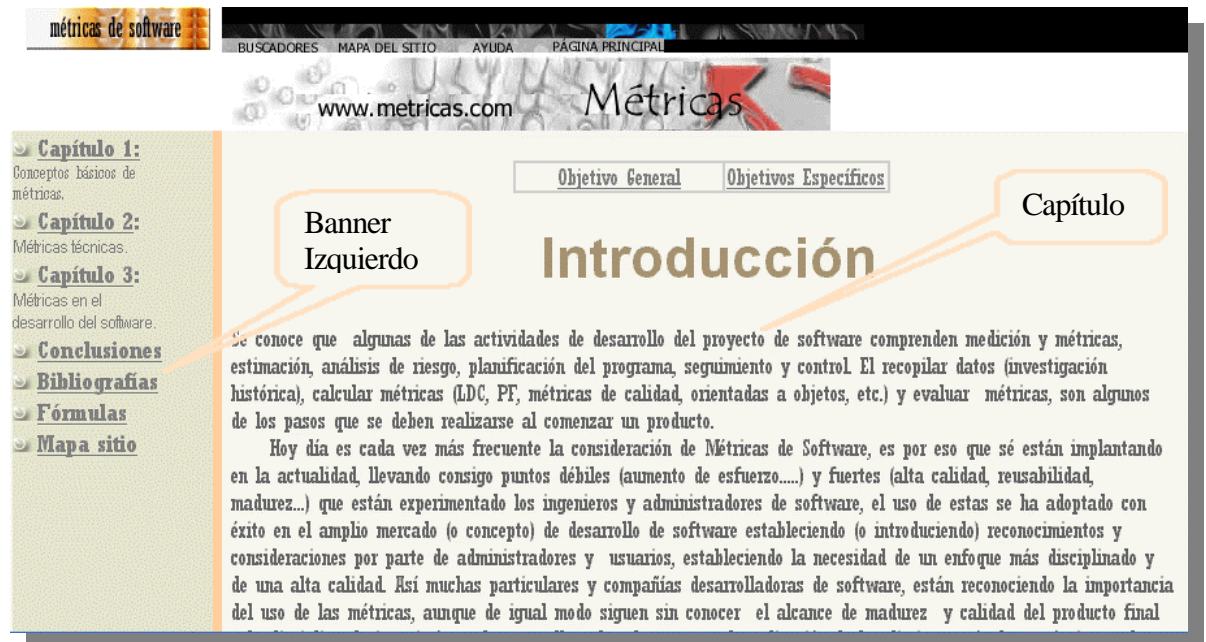 métricas de software
BUSCADORES MAPA DEL SITIO AYUDA PÁGINA PRINCIPAL
www.metricas.com Métricas
Capítulo 1:
Conceptos básicos de
métricas.
Capítulo 2:
Métricas técnicas.
Capítulo 3:
Métricas en el
desarrollo del software.
Conclusiones
Bibliografías
Fórmulas
Mapa sitio
Objetivo General Objetivos Específicos
Banner
Izquierdo
Capítulo
Introducción
Se conoce que algunas de las actividades de desarrollo del proyecto de software comprenden medición y métricas,
estimación, análisis de riesgo, planificación del programa, seguimiento y control. El recopilar datos (investigación
histórica), calcular métricas (LDC, PF, métricas de calidad, orientadas a objetos, etc.) y evaluar métricas, son algunos
de los pasos que se deben realizarse al comenzar un producto.
Hoy día es cada vez más frecuente la consideración de Métricas de Software, es por eso que sé están implantando
en la actualidad, llevando consigo puntos débiles (aumento de esfuerzo.....) y fuertes (alta calidad, reusabilidad,
madurez...) que están experimentado los ingenieros y administradores de software, el uso de estas se ha adoptado con
éxito en el amplio mercado (o concepto) de desarrollo de software estableciendo (o introduciendo) reconocimientos y
consideraciones por parte de administradores y usuarios, estableciendo la necesidad de un enfoque más disciplinado y
de una alta calidad. Así muchas particulares y compañías desarrolladoras de software, están reconociendo la importancia
del uso de las métricas, aunque de igual modo siguen sin conocer el alcance de madurez y calidad del producto final